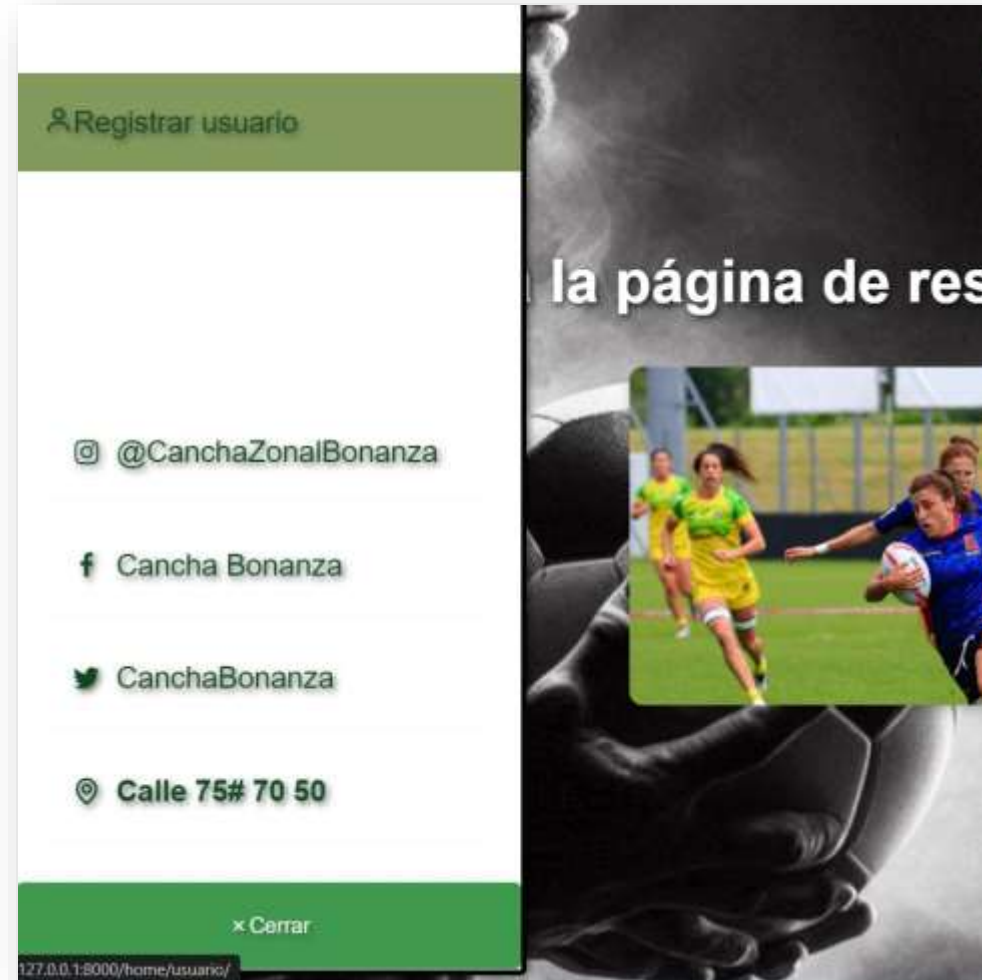 Registrar usuario
la página de res
@CanchaZonalBonanza
Cancha Bonanza
CanchaBonanza
Calle 75# 70 50
× Cerrar
127.0.0.1:8000/home/usuario/